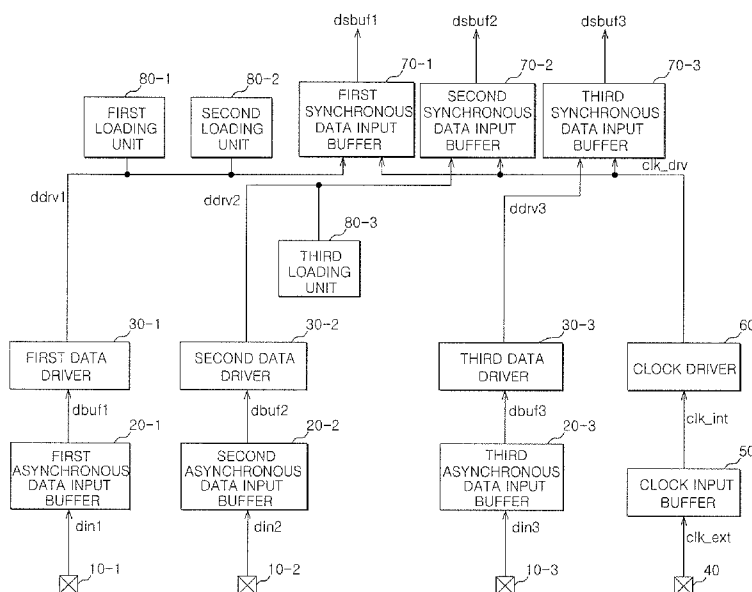 dsbuf1
dsbuf2
dsbuf3
80-1
80-2
70-1
70-2
70-3
FIRST
LOADING
UNIT
SECOND
LOADING
UNIT
FIRST
SYNCHRONOUS
DATA INPUT
BUFFER
SECOND
SYNCHRONOUS
DATA INPUT
BUFFER
THIRD
SYNCHRONOUS
DATA INPUT
BUFFER
clk_drv
ddrv1
ddrv2
ddrv3
80-3
THIRD
LOADING
UNIT
30-1
30-2
30-3
60
FIRST DATA
DRIVER
SECOND DATA
DRIVER
THIRD DATA
DRIVER
CLOCK DRIVER
dbuf1
dbuf2
dbuf3
clk_int
20-1
20-2
20-3
50
FIRST
ASYNCHRONOUS
DATA INPUT
BUFFER
SECOND
ASYNCHRONOUS
DATA INPUT
BUFFER
THIRD
ASYNCHRONOUS
DATA INPUT
BUFFER
CLOCK INPUT
BUFFER
din1
din2
din3
clk_ext
10-1
10-2
10-3
40